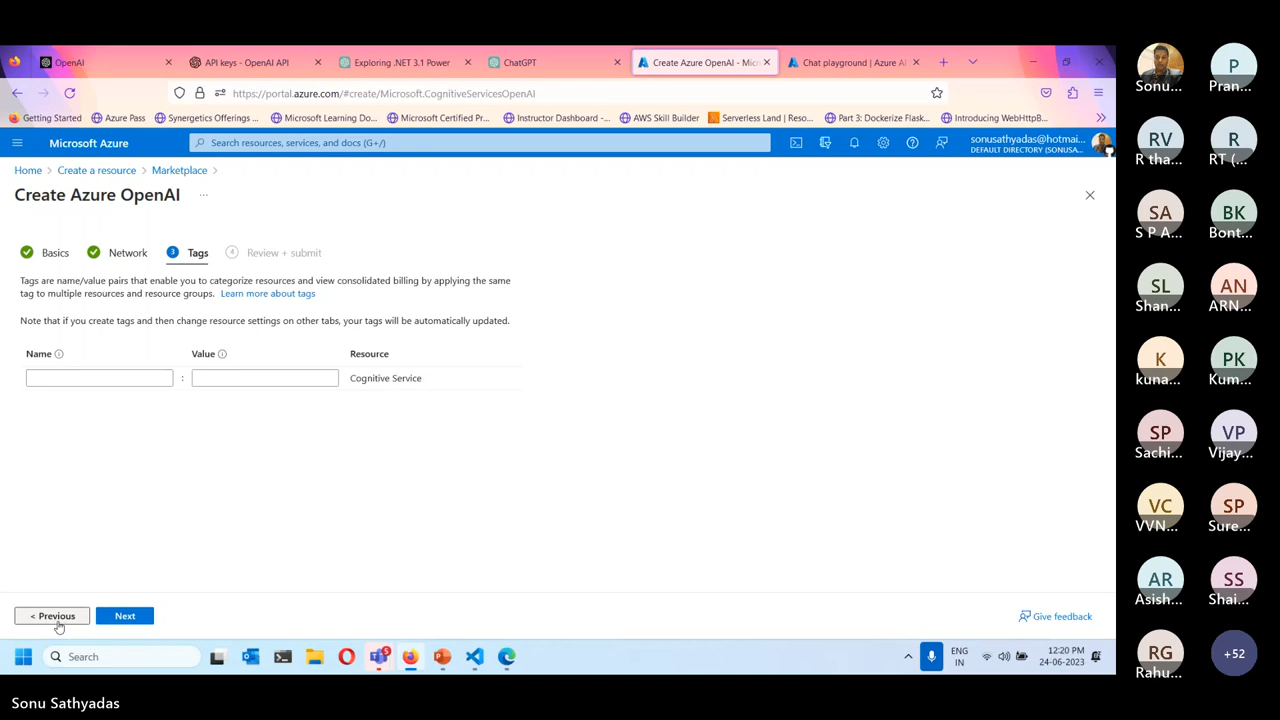 OpenAI
API keys - OpenAI API
Exploring .NET 3.1 Power
ChatGPT
Create Azure OpenAI - Micr
Chat playground | Azure AI
https://portal.azure.com/#create/Microsoft.CognitiveServicesOpenAI
Getting Started
Azure Pass
Synergetics Offerings ...
Microsoft Learning Do...
Microsoft Certified Pr...
Instructor Dashboard -...
AWS Skill Builder
Serverless Land | Reso...
Part 3: Dockerize Flask...
Introducing WebHttpB...
Microsoft Azure
Search resources, services, and docs (G+/)
sonusathyadas@hotmai...
DEFAULT DIRECTORY (SONUSA...
Home > Create a resource > Marketplace >
Create Azure OpenAI ...
Basics
Network
3 Tags
4 Review + submit
Tags are name/value pairs that enable you to categorize resources and view consolidated billing by applying the same
tag to multiple resources and resource groups. Learn more about tags
Note that if you create tags and then change resource settings on other tabs, your tags will be automatically updated.
Name
Value
Resource
:
Cognitive Service
< Previous
Next
Give feedback
Search
5
ENG
IN
12:20 PM
24-06-2023
Sonu Sathyadas
Sonu...
P
Pran...
RV
R tha...
R
RT (...
SA
S P A...
BK
Bont...
SL
Shan...
AN
ARN...
K
kuna...
PK
Kum...
SP
Sachi...
VP
Vijay...
VC
VVN...
SP
Sure...
AR
Asish...
SS
Shai...
RG
Rahu...
+52